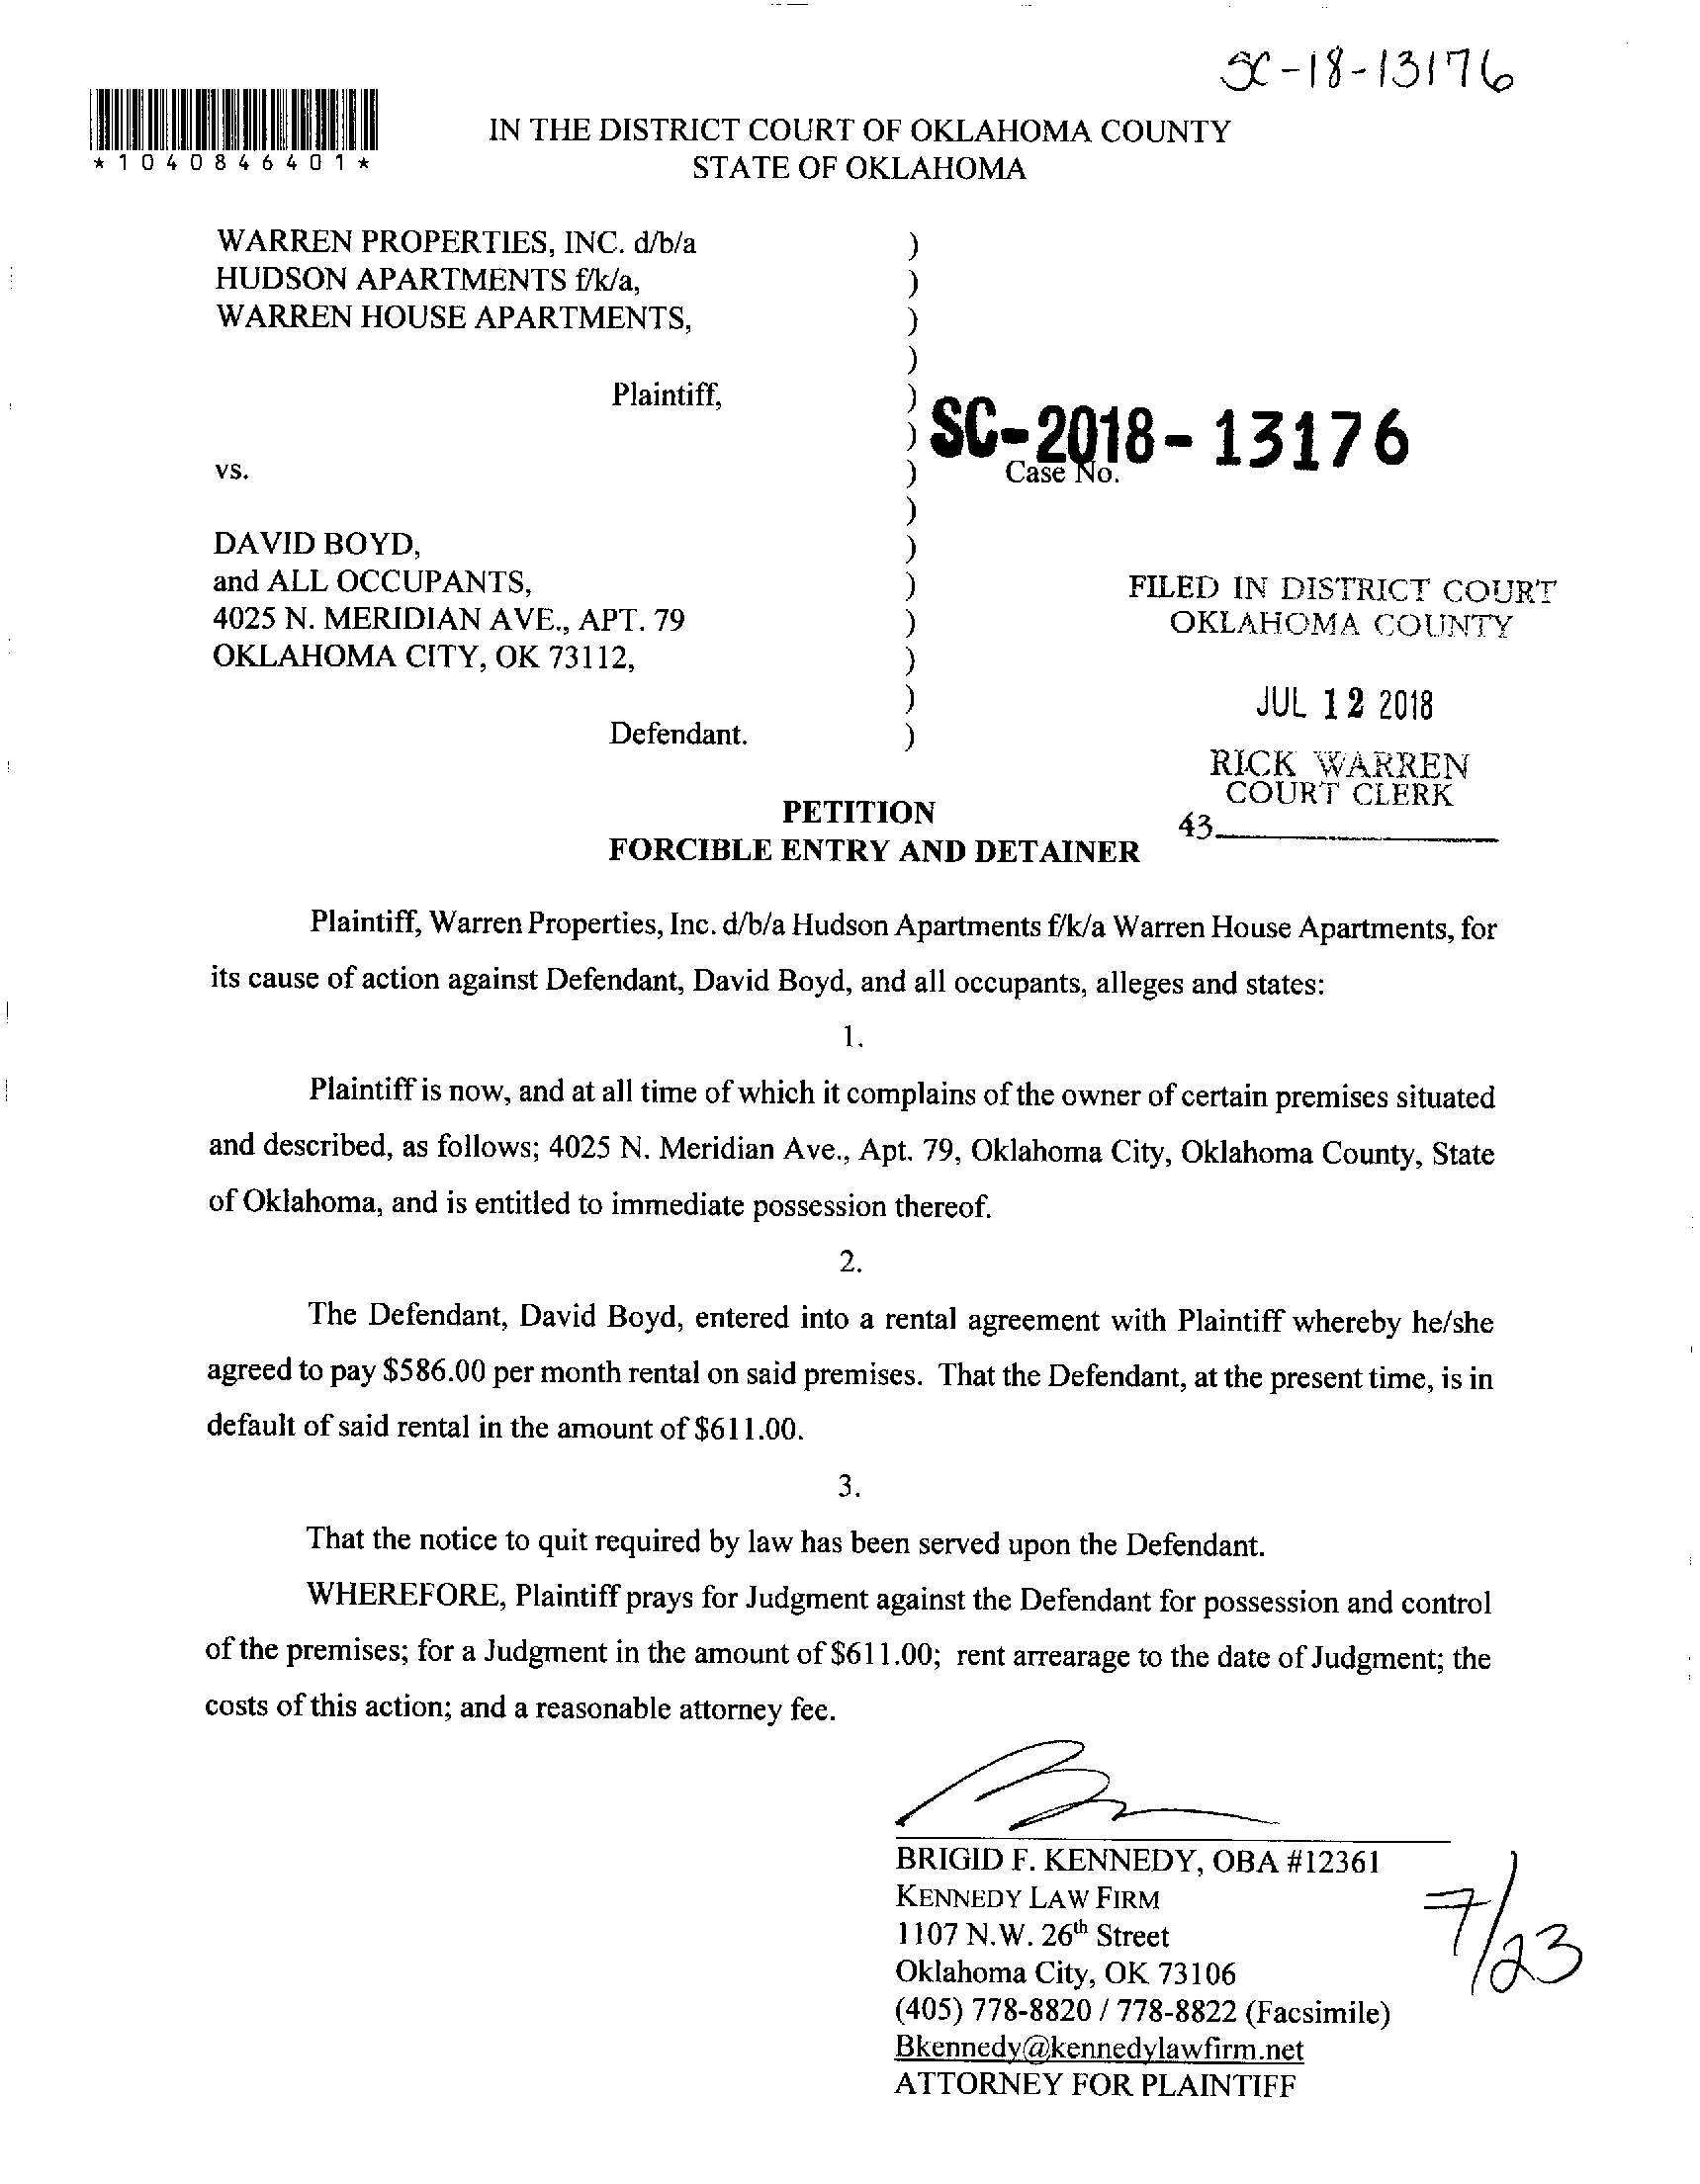 SC-18-13176
*1040846401*
IN THE DISTRICT COURT OF OKLAHOMA COUNTY
STATE OF OKLAHOMA
WARREN PROPERTIES, INC. d/b/a )
HUDSON APARTMENTS f/k/a, )
WARREN HOUSE APARTMENTS, )
)
Plaintiff, )
) SC-2018-13176
vs. ) Case No.
)
DAVID BOYD, )
and ALL OCCUPANTS, )
4025 N. MERIDIAN AVE., APT. 79 )
OKLAHOMA CITY, OK 73112, )
)
Defendant. )
FILED IN DISTRICT COURT
OKLAHOMA COUNTY
JUL 12 2018
RICK WARREN
COURT CLERK
43
PETITION
FORCIBLE ENTRY AND DETAINER
Plaintiff, Warren Properties, Inc. d/b/a Hudson Apartments f/k/a Warren House Apartments, for
its cause of action against Defendant, David Boyd, and all occupants, alleges and states:
1.
Plaintiff is now, and at all time of which it complains of the owner of certain premises situated
and described, as follows; 4025 N. Meridian Ave., Apt. 79, Oklahoma City, Oklahoma County, State
of Oklahoma, and is entitled to immediate possession thereof.
2.
The Defendant, David Boyd, entered into a rental agreement with Plaintiff whereby he/she
agreed to pay $586.00 per month rental on said premises. That the Defendant, at the present time, is in
default of said rental in the amount of $611.00.
3.
That the notice to quit required by law has been served upon the Defendant.
WHEREFORE, Plaintiff prays for Judgment against the Defendant for possession and control
of the premises; for a Judgment in the amount of $611.00; rent arrearage to the date of Judgment; the
costs of this action; and a reasonable attorney fee.
BRIGID F. KENNEDY, OBA #12361
KENNEDY LAW FIRM
1107 N.W. 26th Street
Oklahoma City, OK 73106
(405) 778-8820 / 778-8822 (Facsimile)
Bkennedy@kennedylawfirm.net
ATTORNEY FOR PLAINTIFF
7/23